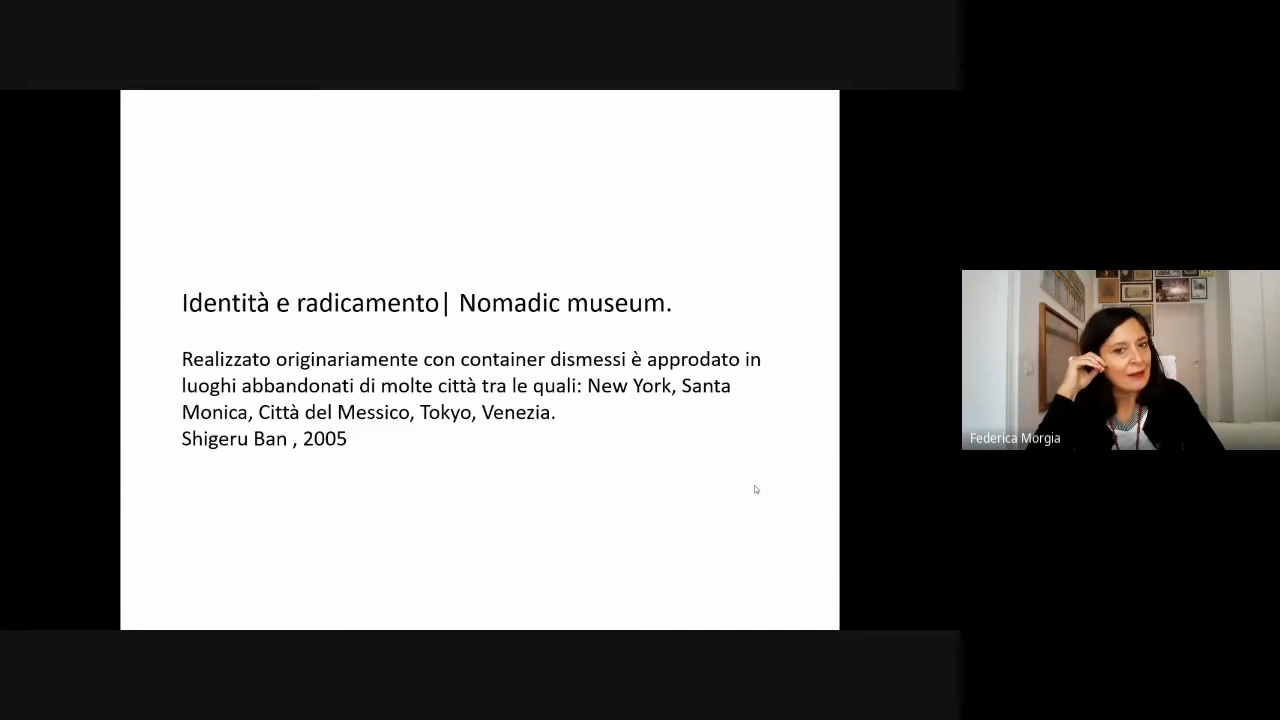 Identità e radicamento| Nomadic museum.
Realizzato originariamente con container dismessi è approdato in
luoghi abbandonati di molte città tra le quali: New York, Santa
Monica, Città del Messico, Tokyo, Venezia.
Shigeru Ban , 2005
Federica Morgia